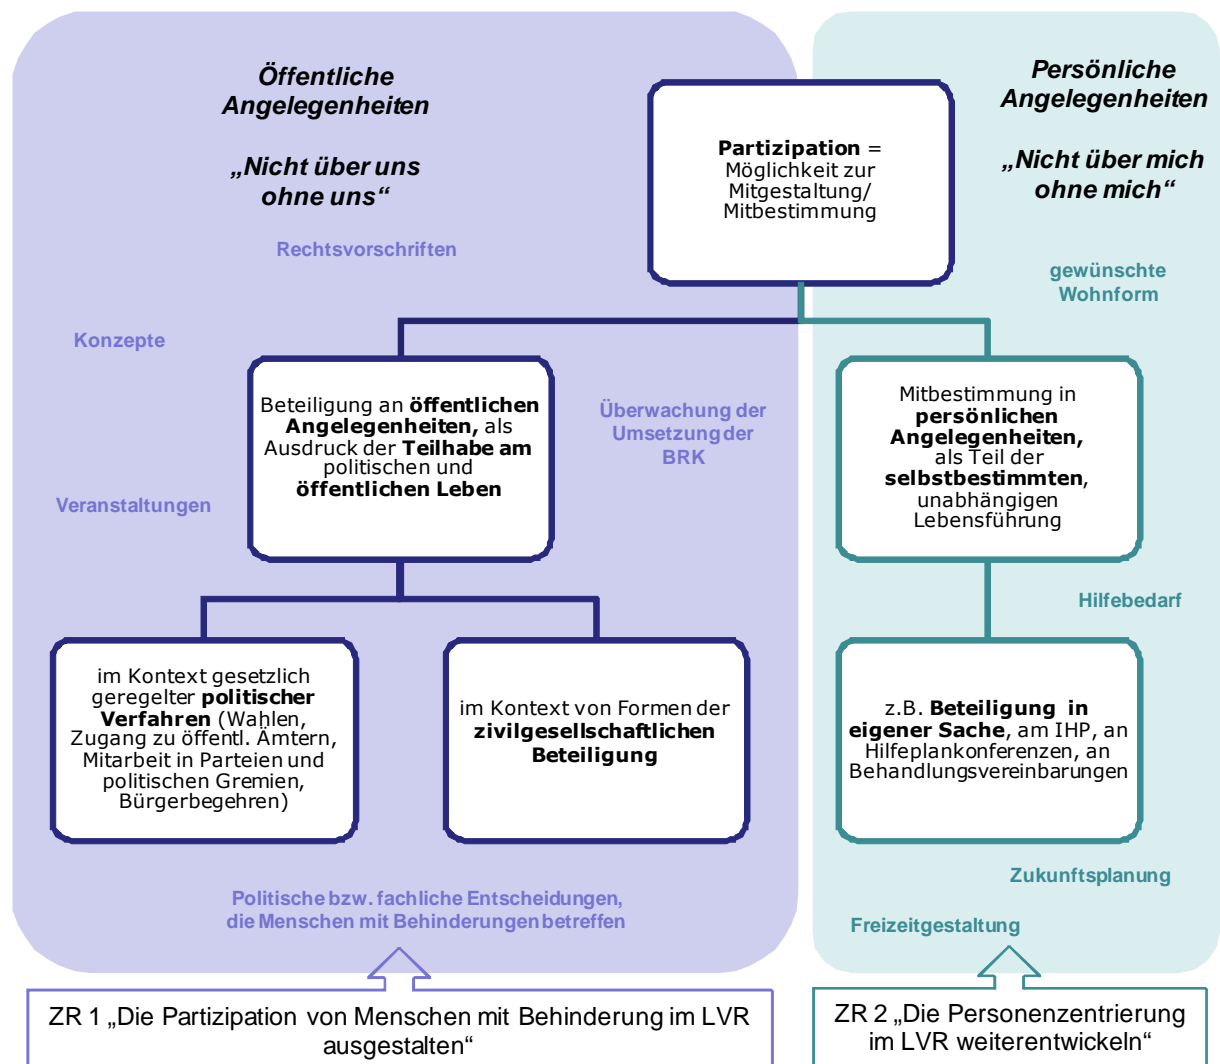 Öffentliche
Angelegenheiten
„Nicht über uns
ohne uns“
Persönliche
Angelegenheiten
„Nicht über mich
ohne mich“
Partizipation =
Möglichkeit zur
Mitgestaltung/
Mitbestimmung
Rechtsvorschriften
gewünschte
Wohnform
Konzepte
Beteiligung an öffentlichen
Angelegenheiten, als
Ausdruck der Teilhabe am
politischen und
öffentlichen Leben
Überwachung der
Umsetzung der
BRK
Mitbestimmung in
persönlichen
Angelegenheiten,
als Teil der
selbstbestimmten,
unabhängigen
Lebensführung
Veranstaltungen
Hilfebedarf
im Kontext gesetzlich
geregelter politischer
Verfahren (Wahlen,
Zugang zu öffentl. Ämtern,
Mitarbeit in Parteien und
politischen Gremien,
Bürgerbegehren)
im Kontext von Formen der
zivilgesellschaftlichen
Beteiligung
z.B. Beteiligung in
eigener Sache, am IHP, an
Hilfeplankonferenzen, an
Behandlungsvereinbarungen
Zukunftsplanung
Politische bzw. fachliche Entscheidungen,
die Menschen mit Behinderungen betreffen
Freizeitgestaltung
ZR 1 „Die Partizipation von Menschen mit Behinderung im LVR
ausgestalten“
ZR 2 „Die Personenzentrierung
im LVR weiterentwickeln“